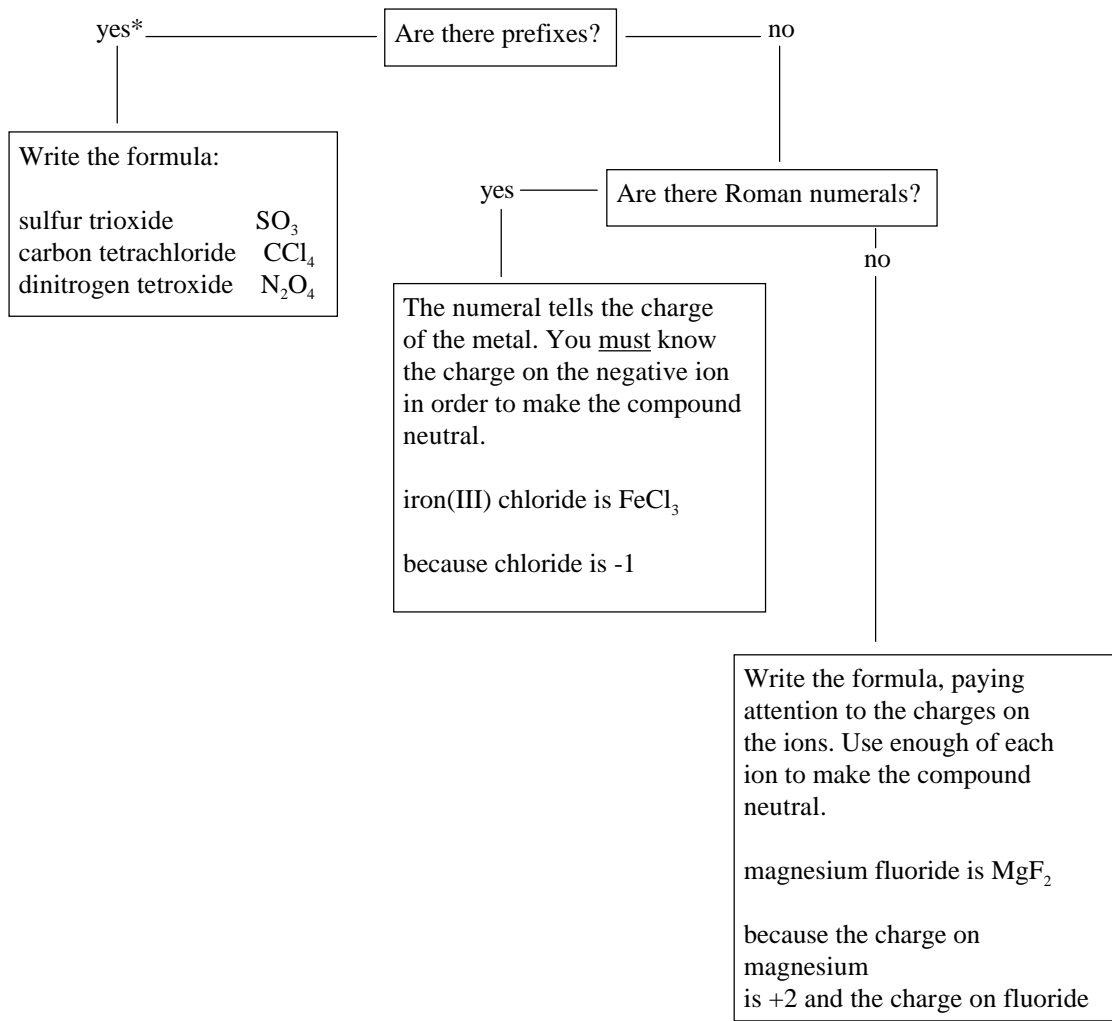 yes* Are there prefixes? no
Write the formula:
sulfur trioxide SO₃
carbon tetrachloride CCl₄
dinitrogen tetroxide N₂O₄
yes Are there Roman numerals?
no
The numeral tells the charge
of the metal. You must know
the charge on the negative ion
in order to make the compound
neutral.
iron(III) chloride is FeCl₃
because chloride is -1
Write the formula, paying
attention to the charges on
the ions. Use enough of each
ion to make the compound
neutral.
magnesium fluoride is MgF₂
because the charge on
magnesium
is +2 and the charge on fluoride